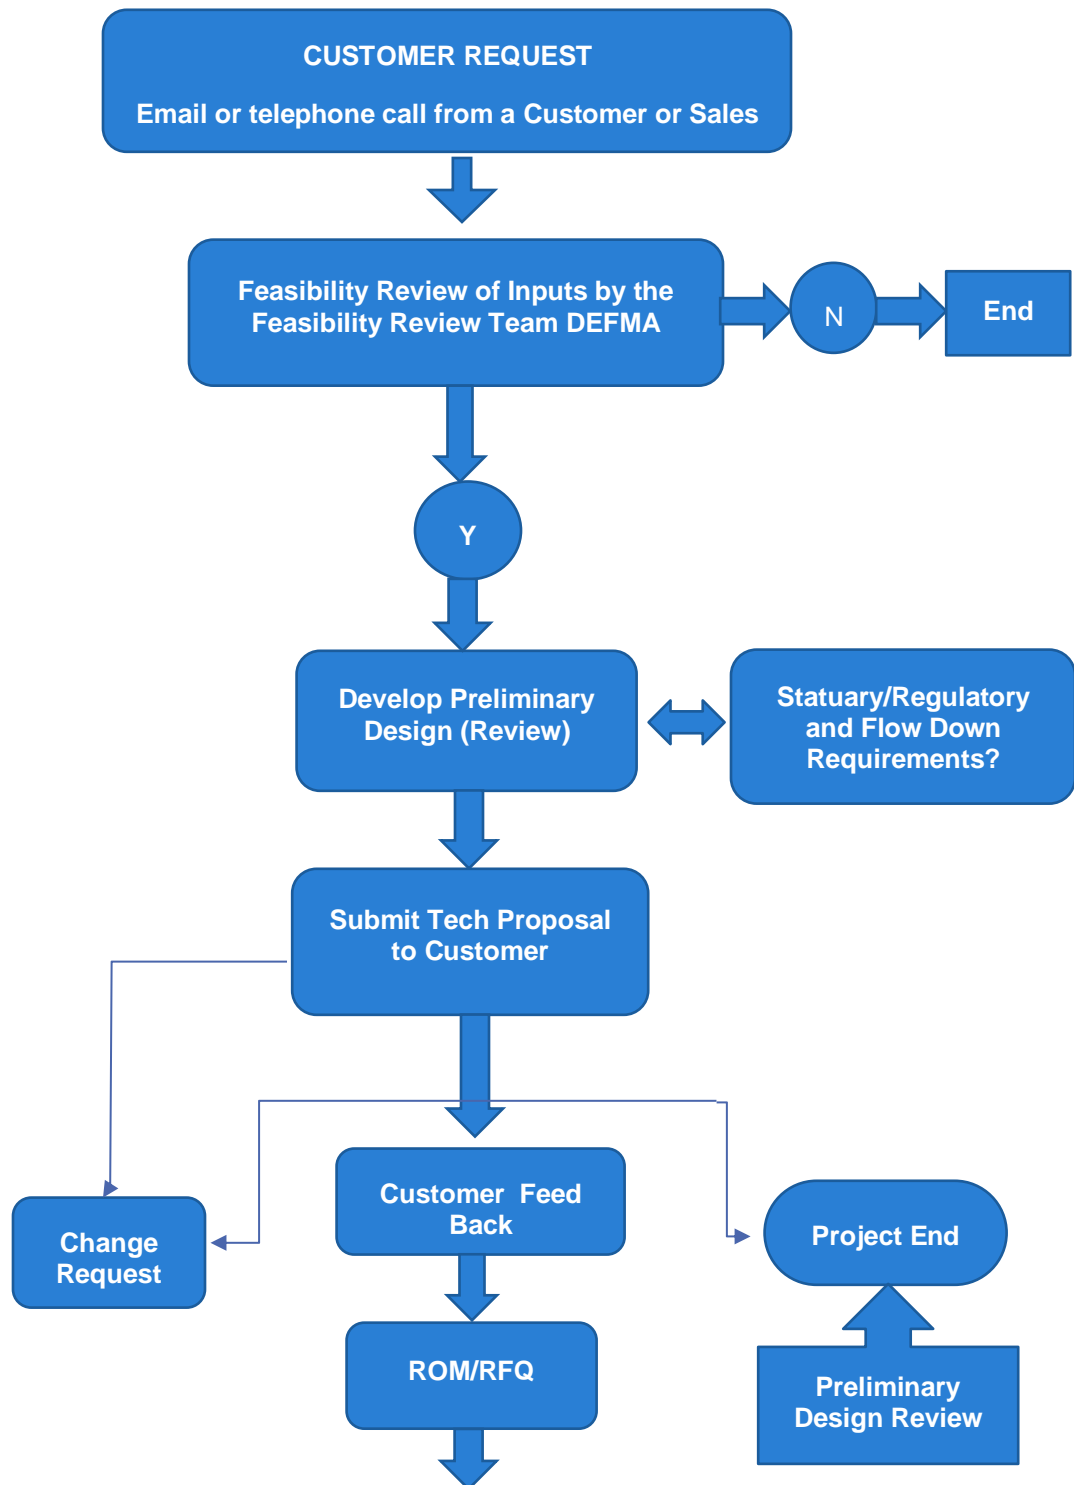 CUSTOMER REQUEST
Email or telephone call from a Customer or Sales
Feasibility Review of Inputs by the
Feasibility Review Team DEFMA
N
End
Y
Develop Preliminary
Design (Review)
Statuary/Regulatory
and Flow Down
Requirements?
Submit Tech Proposal
to Customer
Customer Feed
Back
Change
Request
Project End
ROM/RFQ
Preliminary
Design Review